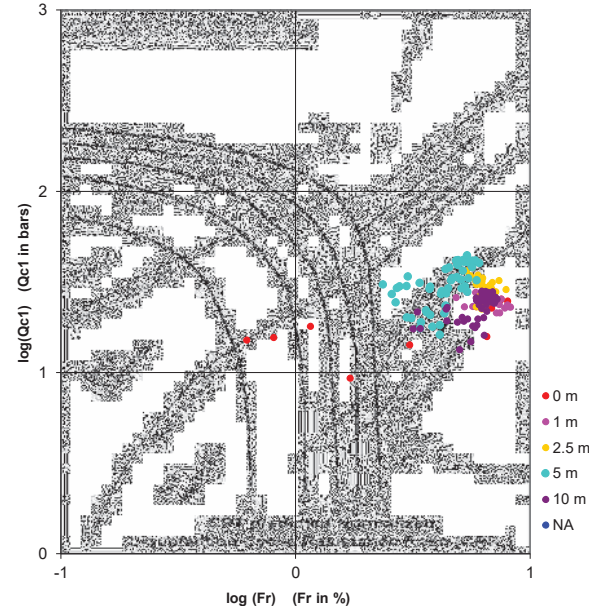 3
2
1
0
log(Qc1) (Qc1 in bars)
-1 0 1
log (Fr) (Fr in %)
0 m
1 m
2.5 m
5 m
10 m
NA